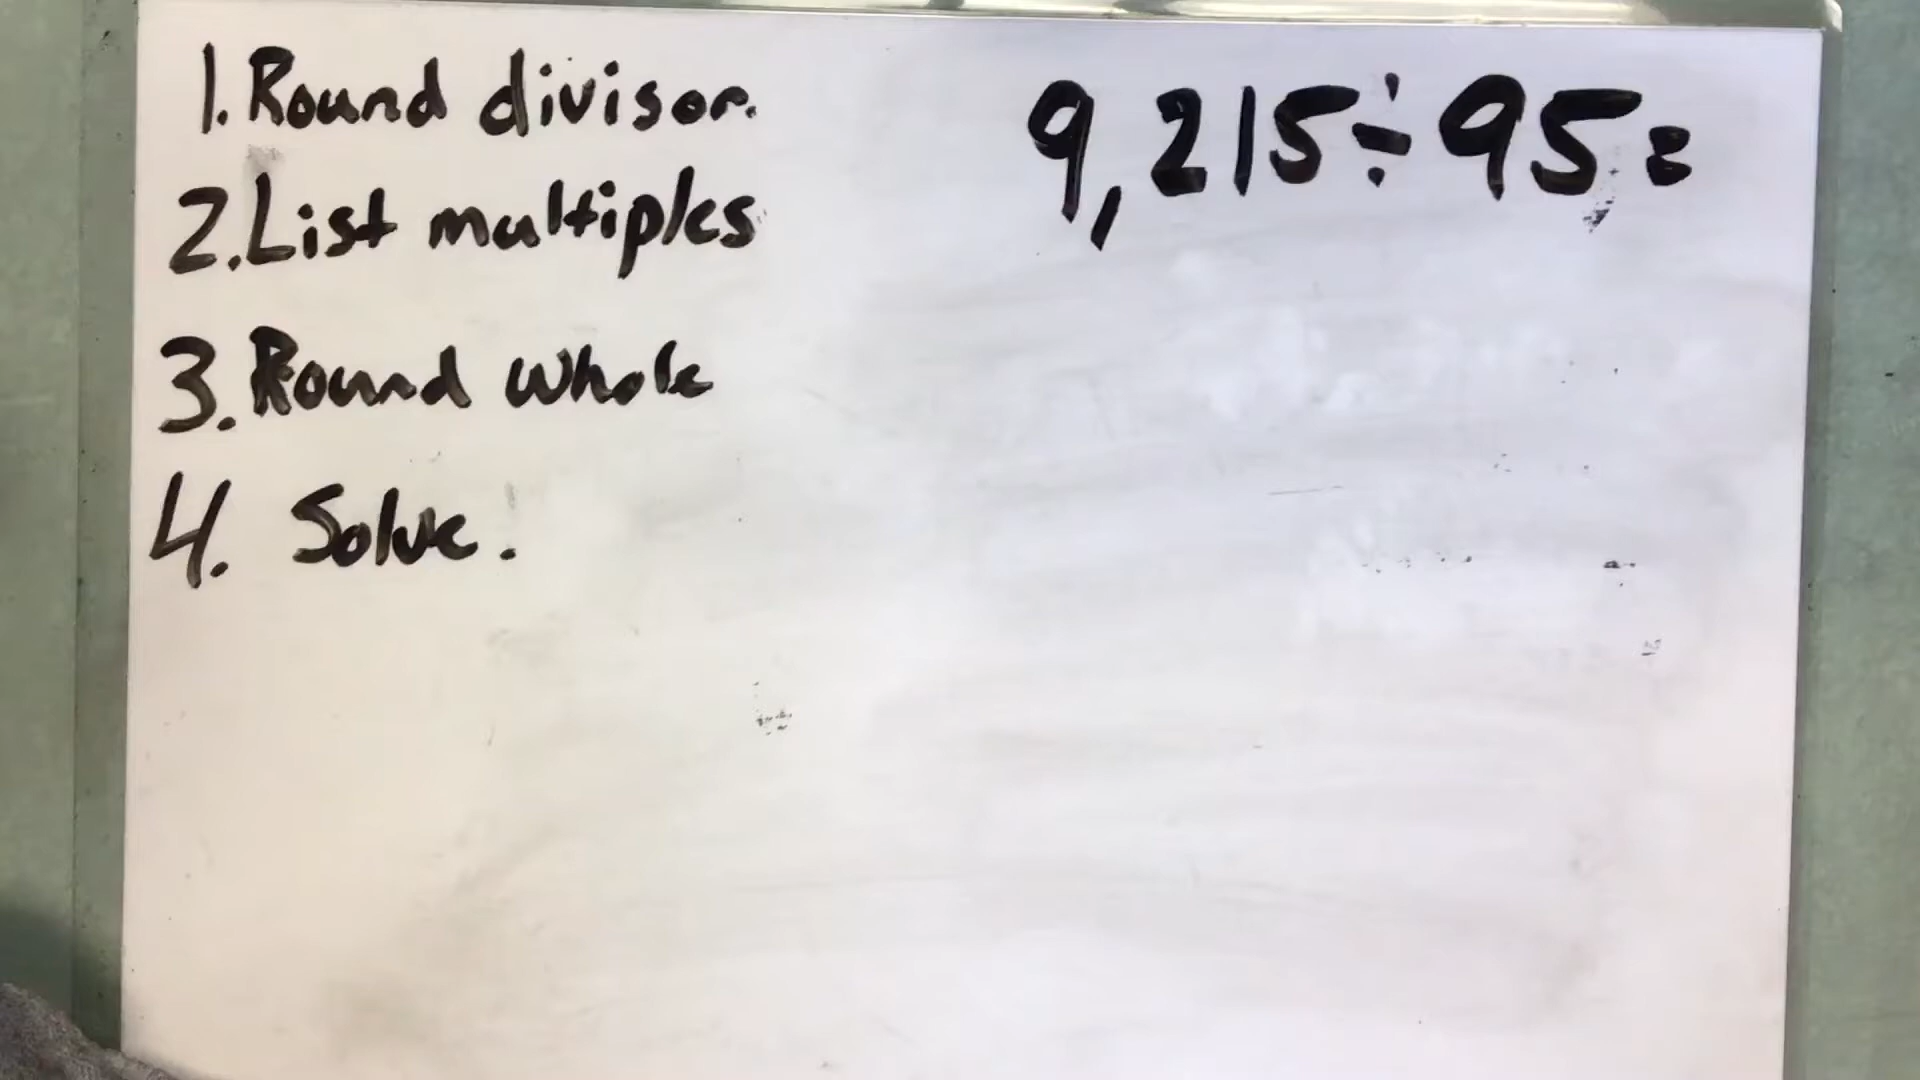 1. Round divisor.
2. List multiples
3. Round whole
4. Solve.
9,215÷95=